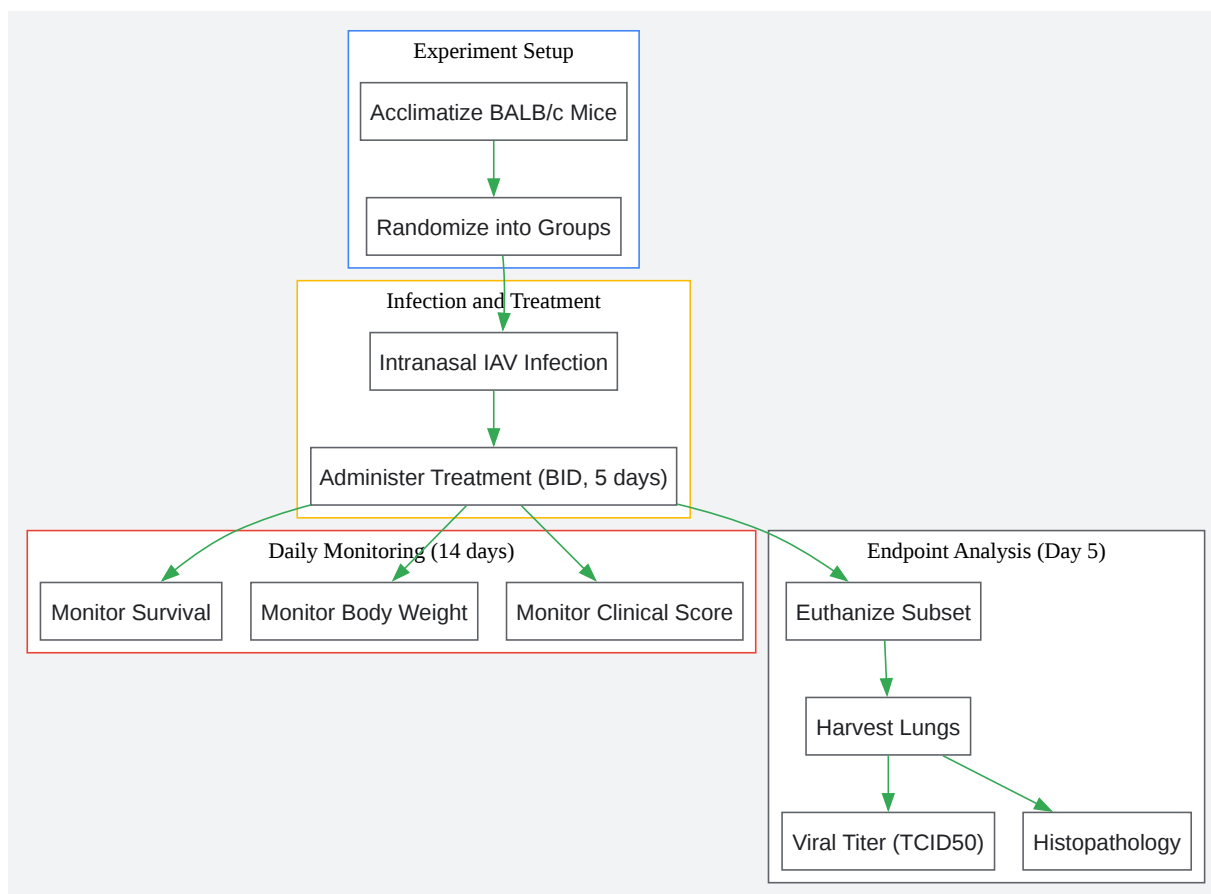 Experiment Setup
Acclimatize BALB/c Mice
Randomize into Groups
Infection and Treatment
Intranasal IAV Infection
Administer Treatment (BID, 5 days)
Daily Monitoring (14 days)
Monitor Survival
Monitor Body Weight
Monitor Clinical Score
Endpoint Analysis (Day 5)
Euthanize Subset
Harvest Lungs
Viral Titer (TCID50)
Histopathology